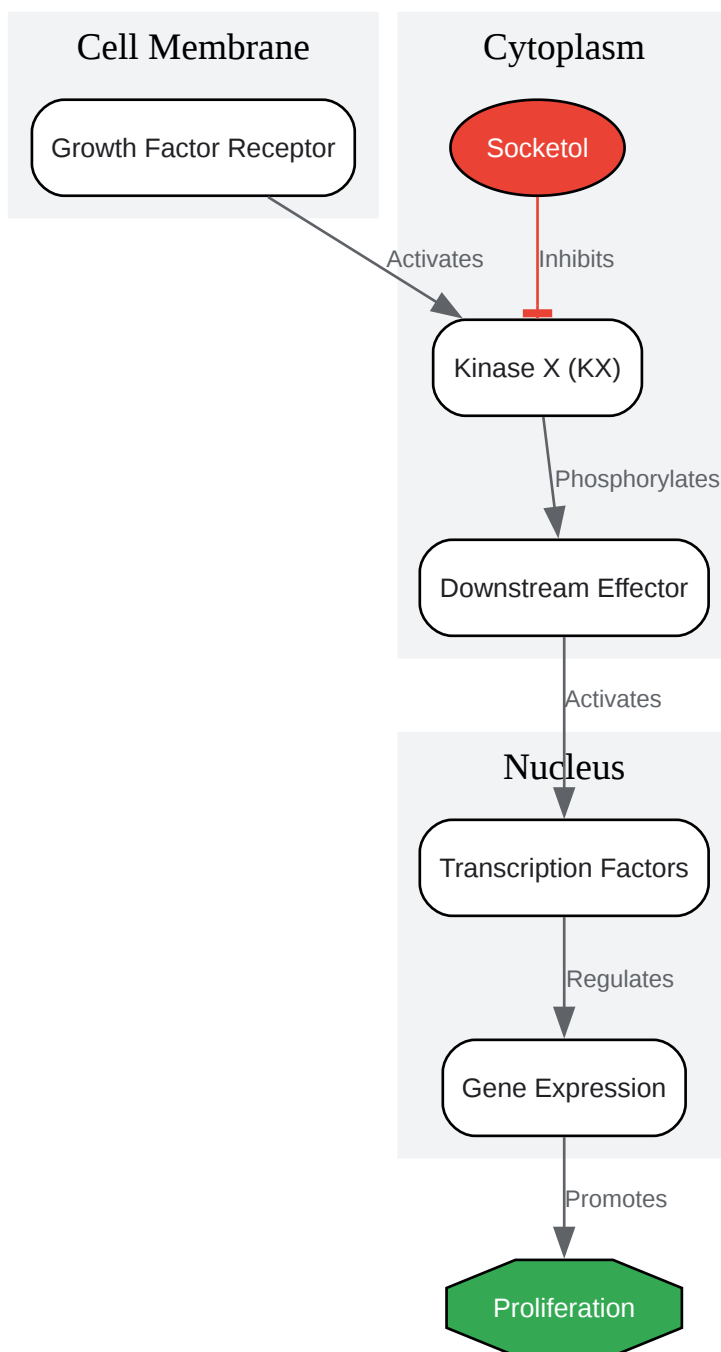 Cell Membrane
Cytoplasm
Growth Factor Receptor
Socketol
Activates
Inhibits
Kinase X (KX)
Phosphorylates
Downstream Effector
Activates
Nucleus
Transcription Factors
Regulates
Gene Expression
Promotes
Proliferation